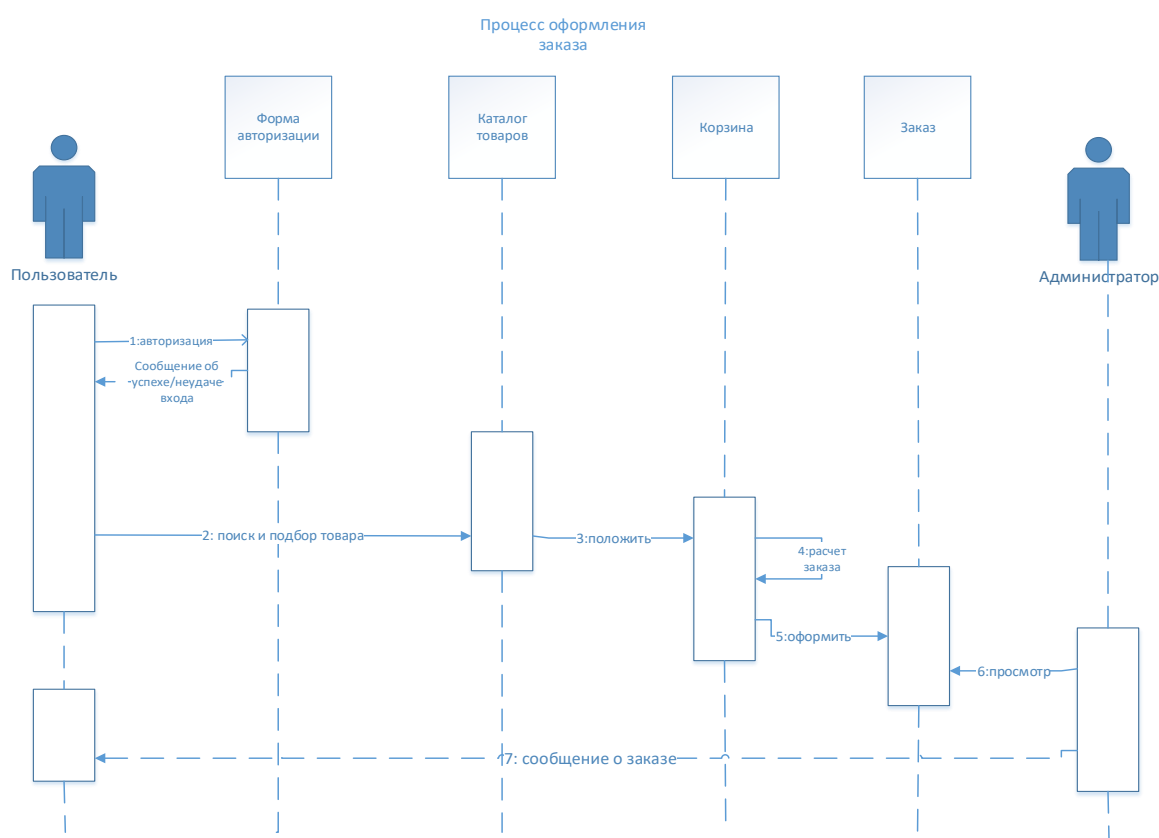 Процесс оформления
заказа
Форма
авторизации
Каталог
товаров
Корзина
Заказ
Пользователь
Администратор
1:авторизация
Сообщение об
успехе/неудаче
входа
2: поиск и подбор товара
3:положить
4:расчет
заказа
5:оформить
6:просмотр
7: сообщение о заказе